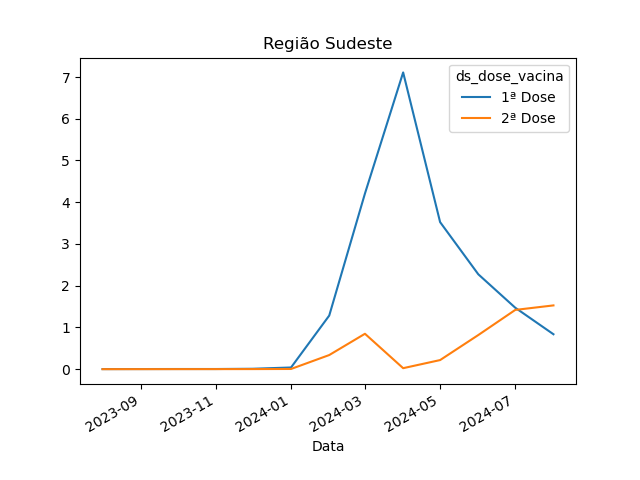 Região Sudeste
ds_dose_vacina
1ª Dose
2ª Dose
7
6
5
4
3
2
1
0
2023-09
2023-11
2024-01
2024-03
2024-05
2024-07
Data